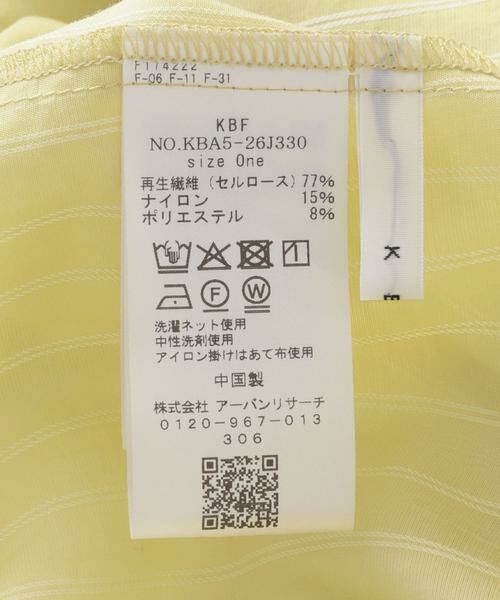 F174222
F-06 F-11 F-31
KBF
NO.KBA5-26J330
size One
再生繊維 (セルロース) 77%
ナイロン 15%
ポリエステル 8%
F W
洗濯ネット使用
中性洗剤使用
アイロン掛けはあて布使用
中国製
株式会社 アーバンリサーチ
0120-967-013
306
K